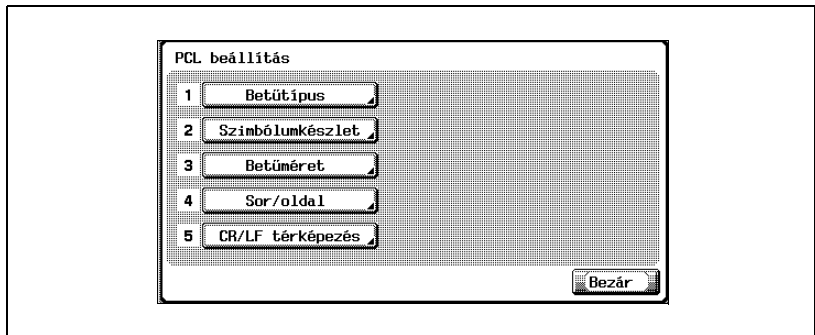 PCL beállítás
1 Betűtípus
2 Szimbólumkészlet
3 Betűméret
4 Sor/oldal
5 CR/LF térképezés
Bezár